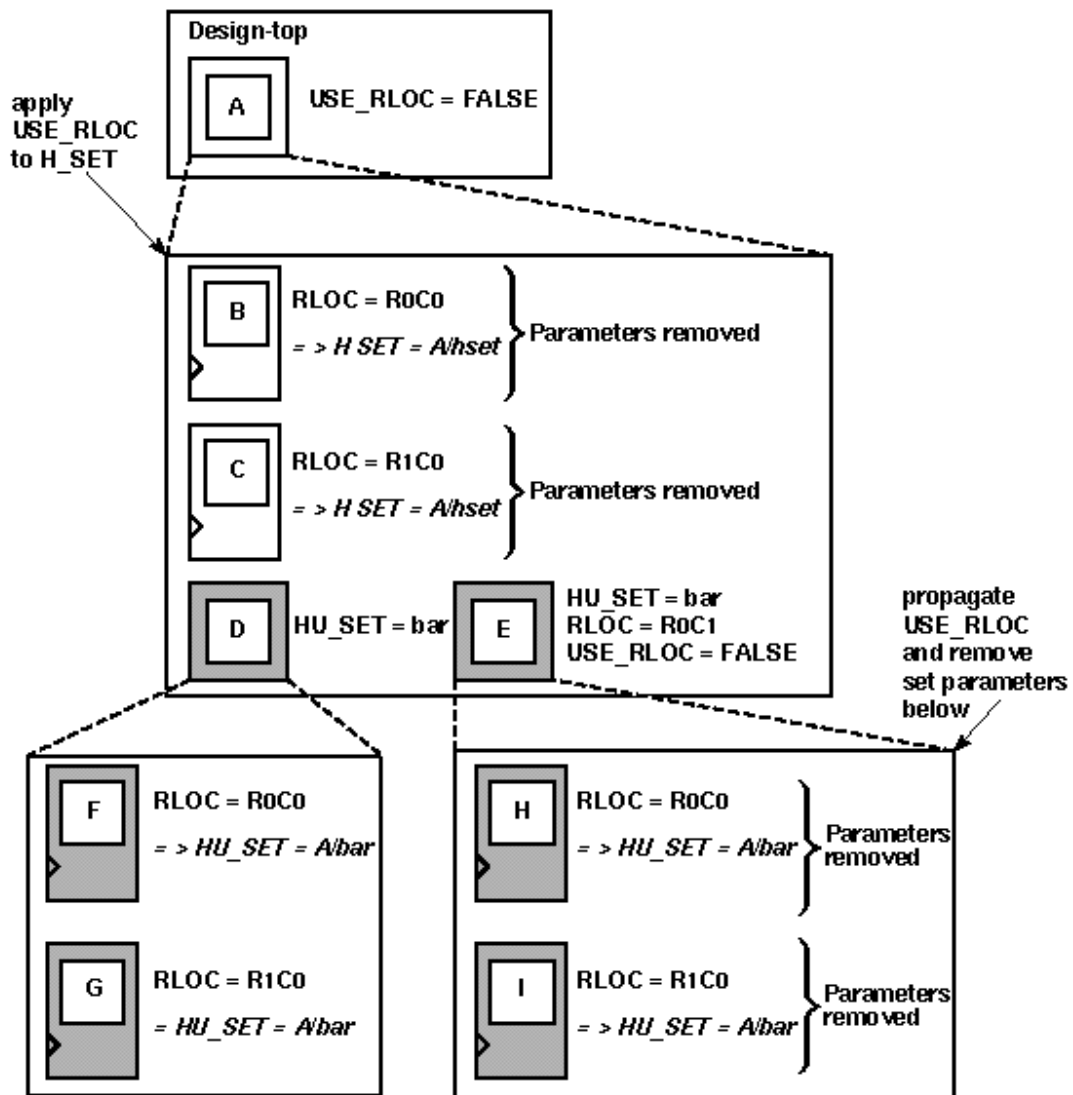 Design-top
A
USE_RLOC = FALSE
apply
USE_RLOC
to H_SET
B
RLOC = R0C0
= > H SET = A/hset
Parameters removed
C
RLOC = R1C0
= > H SET = A/hset
Parameters removed
D
HU_SET = bar
E
HU_SET = bar
RLOC = R0C1
USE_RLOC = FALSE
propagate
USE_RLOC
and remove
set parameters
below
F
RLOC = R0C0
= > HU_SET = A/bar
G
RLOC = R1C0
= HU_SET = A/bar
H
RLOC = R0C0
= > HU_SET = A/bar
Parameters
removed
I
RLOC = R1C0
= > HU_SET = A/bar
Parameters
removed